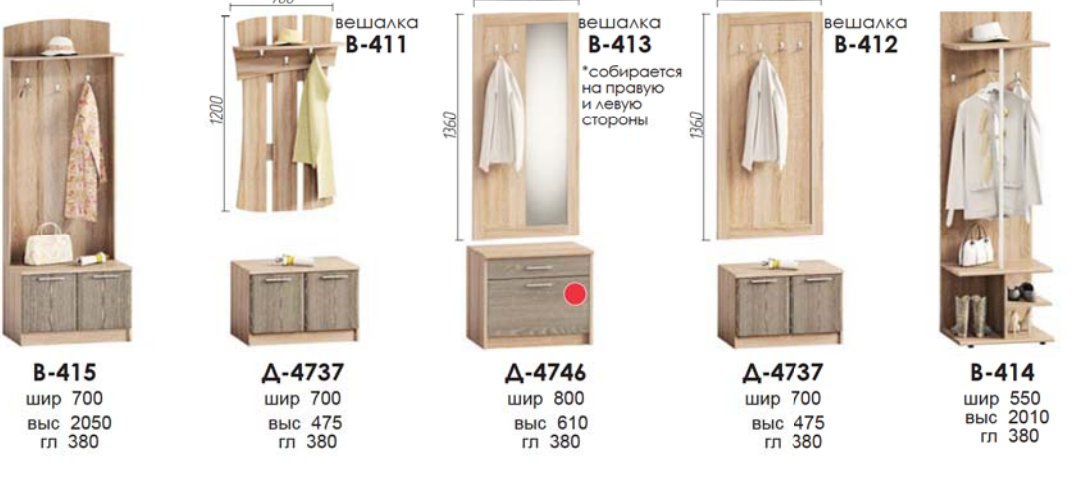 700
1200
вешалка
В-411
1360
вешалка
В-413
*собирается
на правую
и левую
стороны
1360
вешалка
В-412
В-415
шир 700
выс 2050
гл 380
Д-4737
шир 700
выс 475
гл 380
Д-4746
шир 800
выс 610
гл 380
Д-4737
шир 700
выс 475
гл 380
В-414
шир 550
выс 2010
гл 380